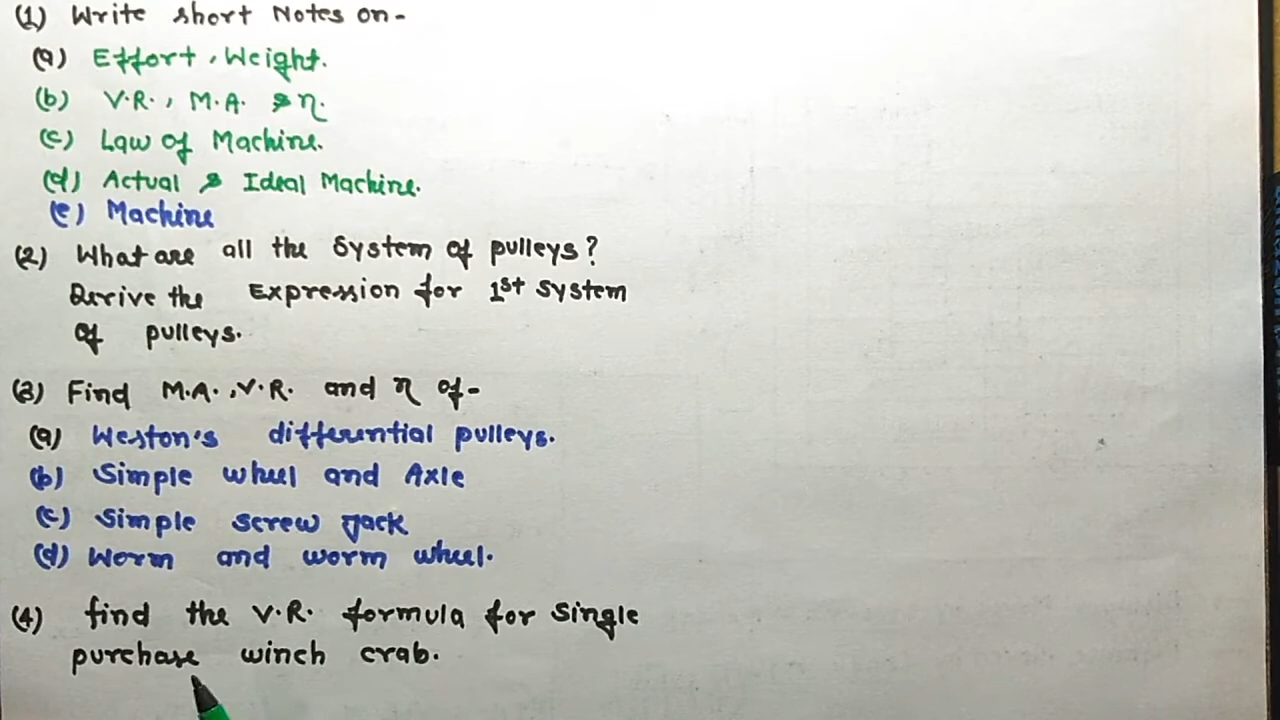 (1) Write short Notes on-
(a) Effort, Weight.
(b) V.R., M.A. & η.
(c) Law of Machine.
(d) Actual & Ideal Machine.
(e) Machine
(2) What are all the System of pulleys?
Derive the Expression for 1st system
of pulleys.
(3) Find M.A., V.R. and η of-
(a) Weston's differential pulleys.
(b) Simple wheel and Axle
(c) Simple screw Jack
(d) Worm and worm wheel.
(4) find the V.R. formula for single
purchase winch crab.